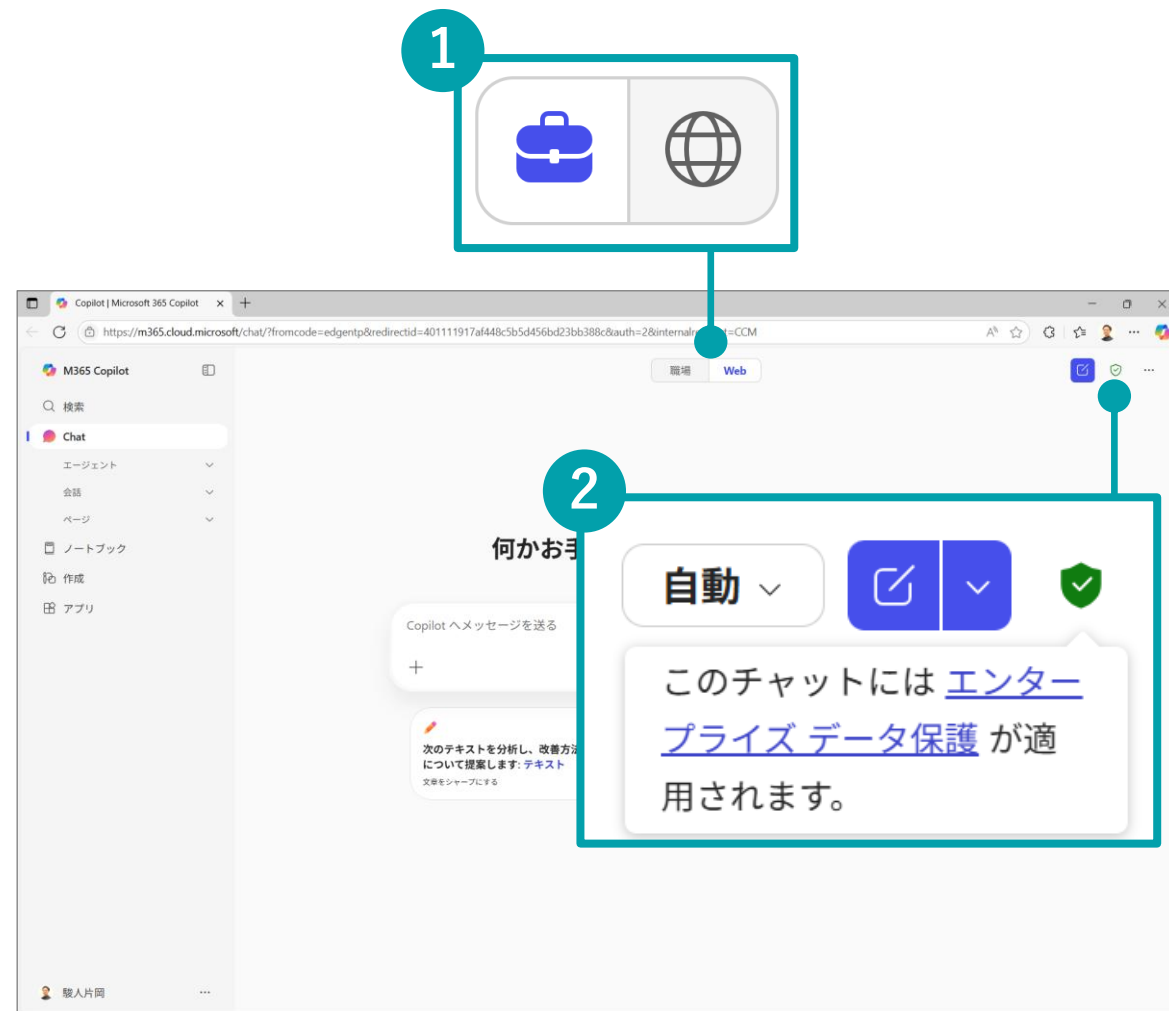 1
Copilot | Microsoft 365 Copilot
https://m365.cloud.microsoft/chat/?fromcode=edgentp&redirectid=401111917af448c5b5d456bd23bb388c&auth=2&internalr
t=CCM
M365 Copilot
職場 Web
検索
Chat
エージェント
会話
ページ
ノートブック
作成
アプリ
何かお手
Copilot へメッセージを送る
次のテキストを分析し、改善方法
について提案します: テキスト
文章をシャープにする
2
自動
このチャットには エンター
プライズ データ保護 が適
用されます。
駿人片岡